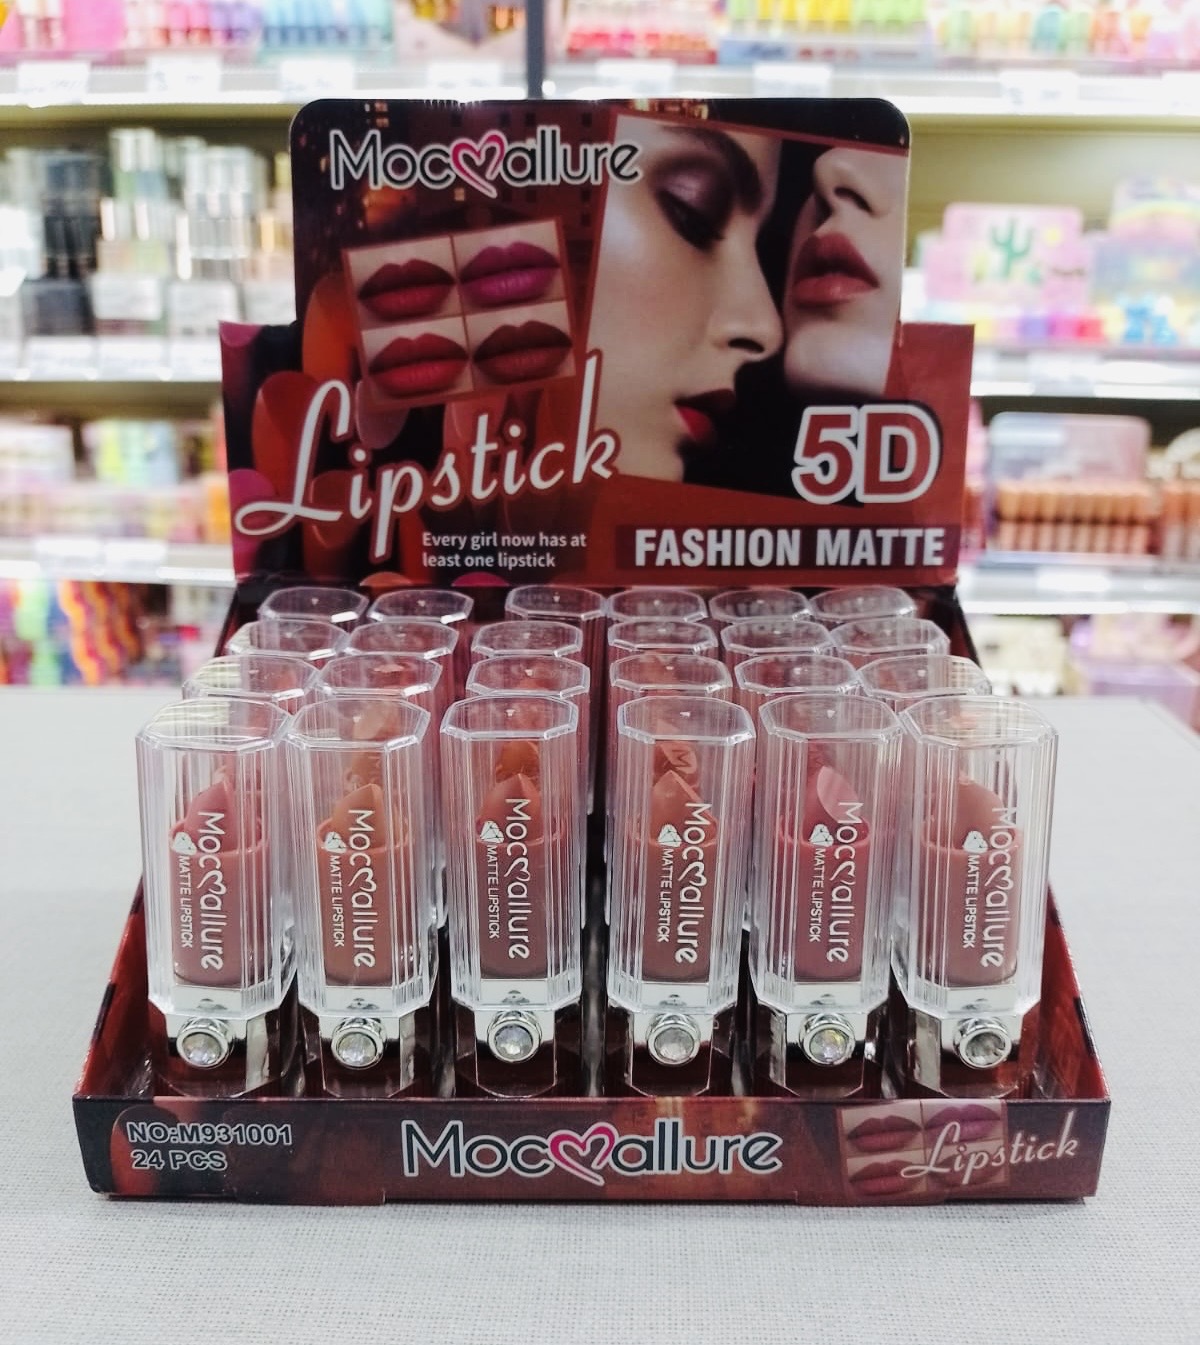 Mocallure
Lipstick
Every girl now has at
least one lipstick
5D
FASHION MATTE
Mocallure
MATTE LIPSTICK
Mocallure
MATTE LIPSTICK
Mocallure
MATTE LIPSTICK
Mocallure
MATTE LIPSTICK
Mocallure
MATTE LIPSTICK
Mocallure
MATTE LIPSTICK
NO:M931001
24 PCS
Mocallure
Lipstick